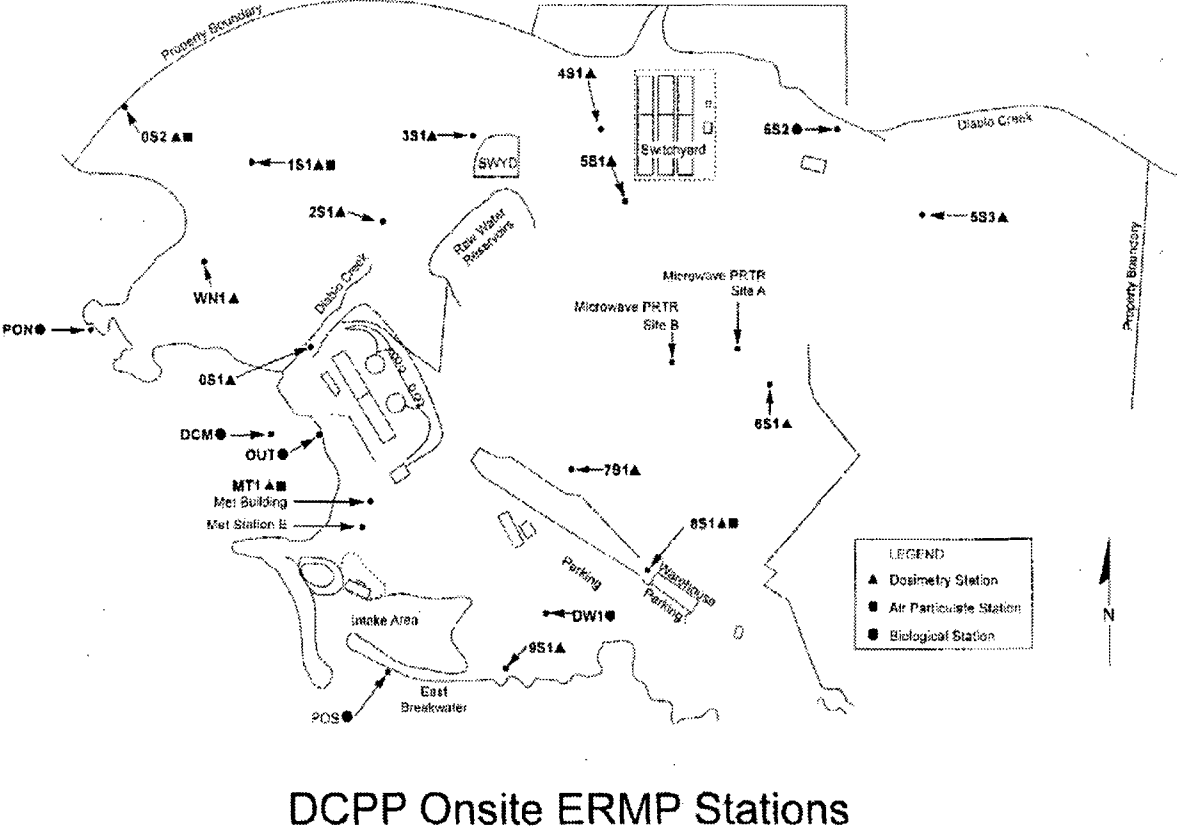 Property Boundary
4S1
0S2
3S1
SWYD
Switchyard
Diablo Creek
1S1
5S1
2S1
Raw Water
Reservoirs
5S3
Diablo Creek
Property Boundary
WN1
Microwave PRTR
Site A
Microwave PRTR
Site B
PON
0S1
6S1
DCM
OUT
7S1
MT1
Met Building
Met Station E
8S1
LEGEND
Dosimetry Station
Air Particulate Station
Biological Station
N
Parking
Warehouse
Parking
Intake Area
DW1
9S1
East
Breakwater
POS
DCPP Onsite ERMP Stations